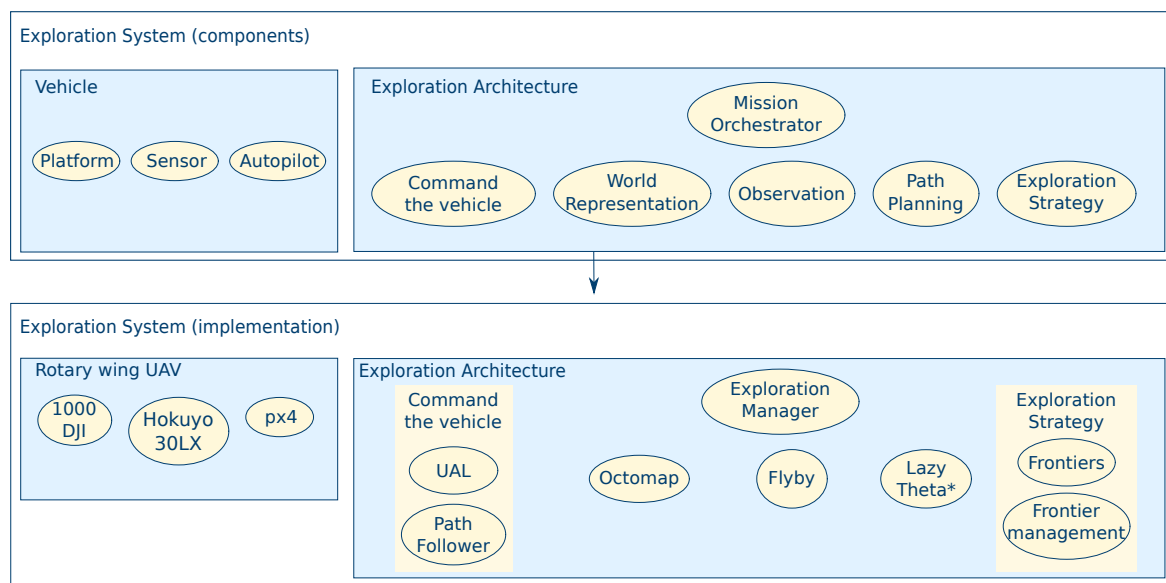 Exploration System (components)
Vehicle
Platform
Sensor
Autopilot
Exploration Architecture
Mission
Orchestrator
Command
the vehicle
World
Representation
Observation
Path
Planning
Exploration
Strategy
Exploration System (implementation)
Rotary wing UAV
1000
DJI
Hokuyo
30LX
px4
Exploration Architecture
Command
the vehicle
UAL
Path
Follower
Exploration
Manager
Octomap
Flyby
Lazy
Theta*
Exploration
Strategy
Frontiers
Frontier
management